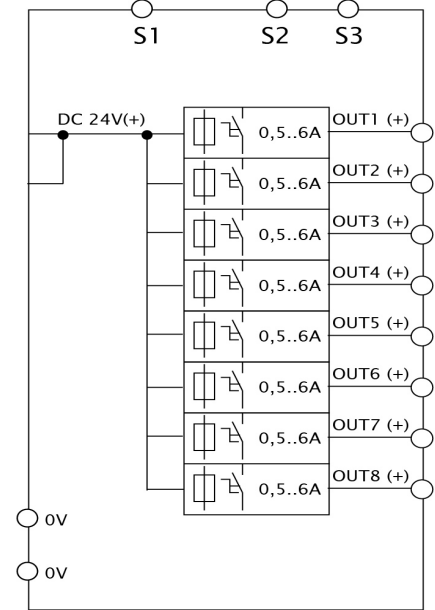 S1 S2 S3
DC 24V(+)
0,5..6A OUT1 (+)
0,5..6A OUT2 (+)
0,5..6A OUT3 (+)
0,5..6A OUT4 (+)
0,5..6A OUT5 (+)
0,5..6A OUT6 (+)
0,5..6A OUT7 (+)
0,5..6A OUT8 (+)
0V
0V